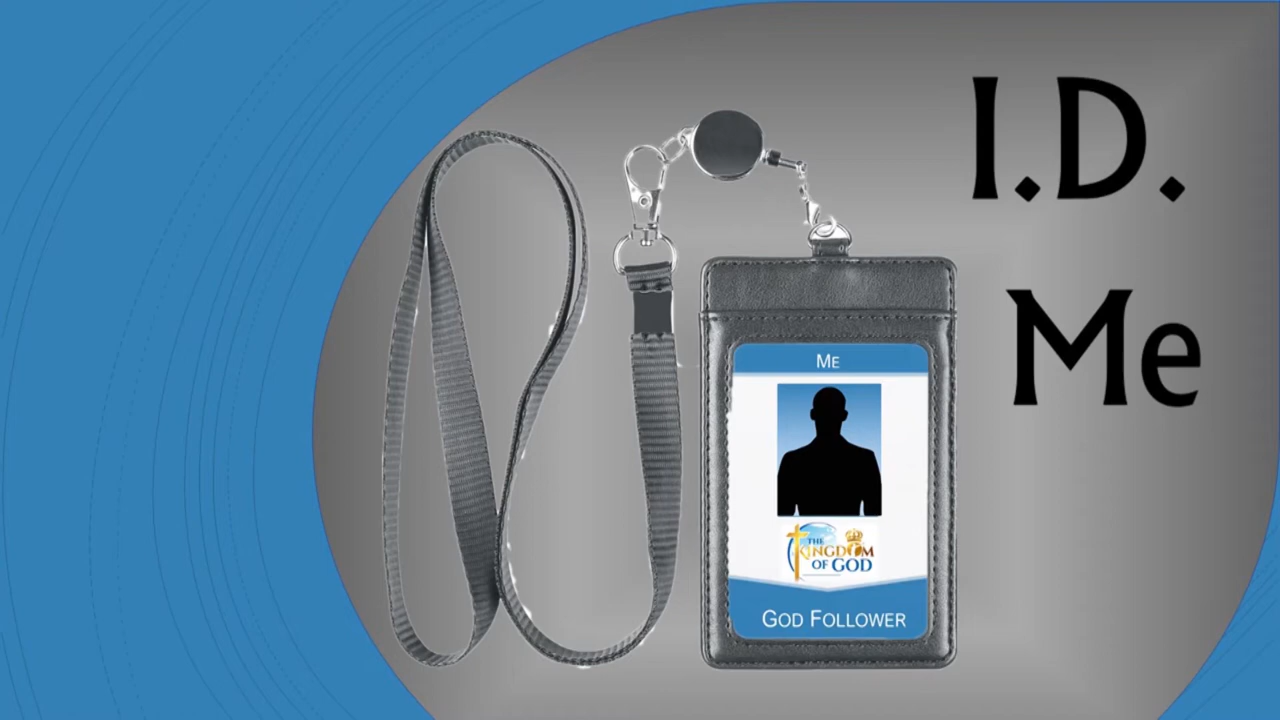 I.D.
Me
ME
THE
KINGDOM
OF GOD
GOD FOLLOWER